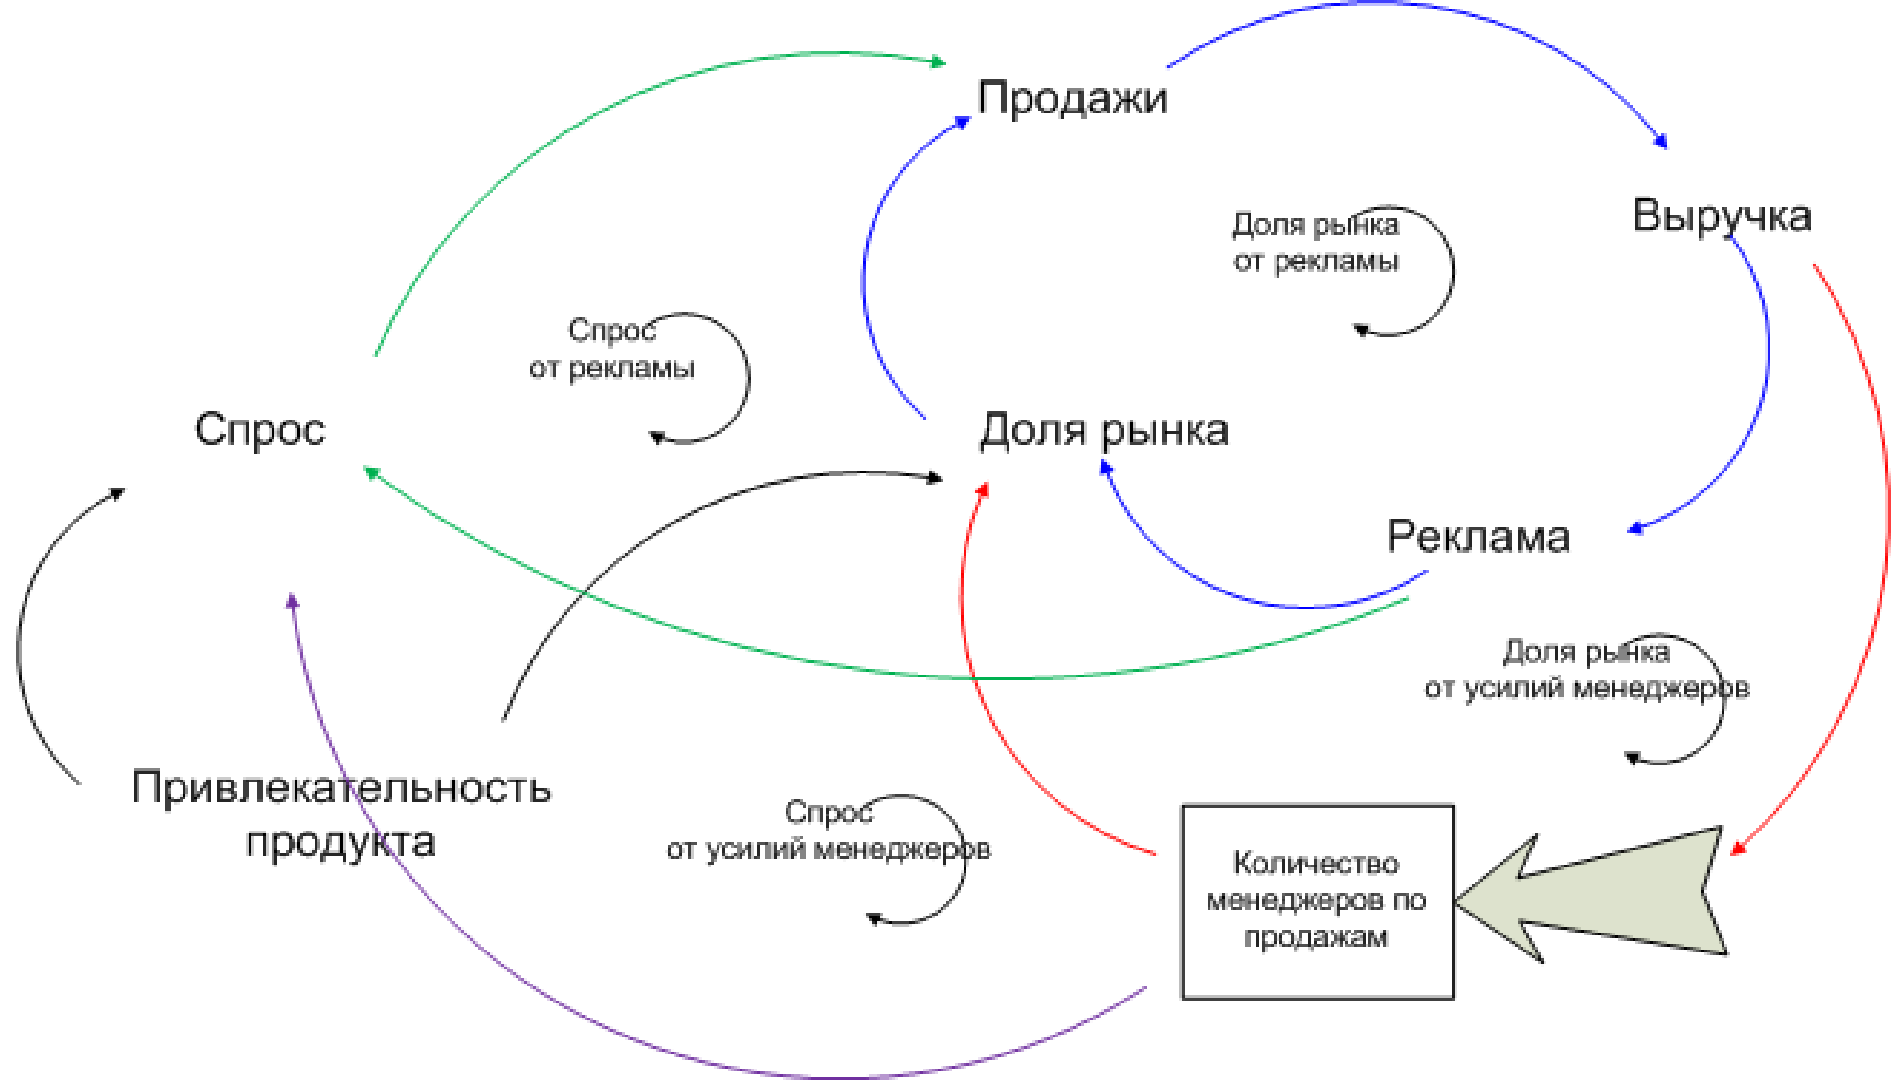 Продажи
Выручка
Доля рынка
от рекламы
Спрос
от рекламы
Спрос
Доля рынка
Реклама
Доля рынка
от усилий менеджеров
Привлекательность
продукта
Спрос
от усилий менеджеров
Количество
менеджеров по
продажам